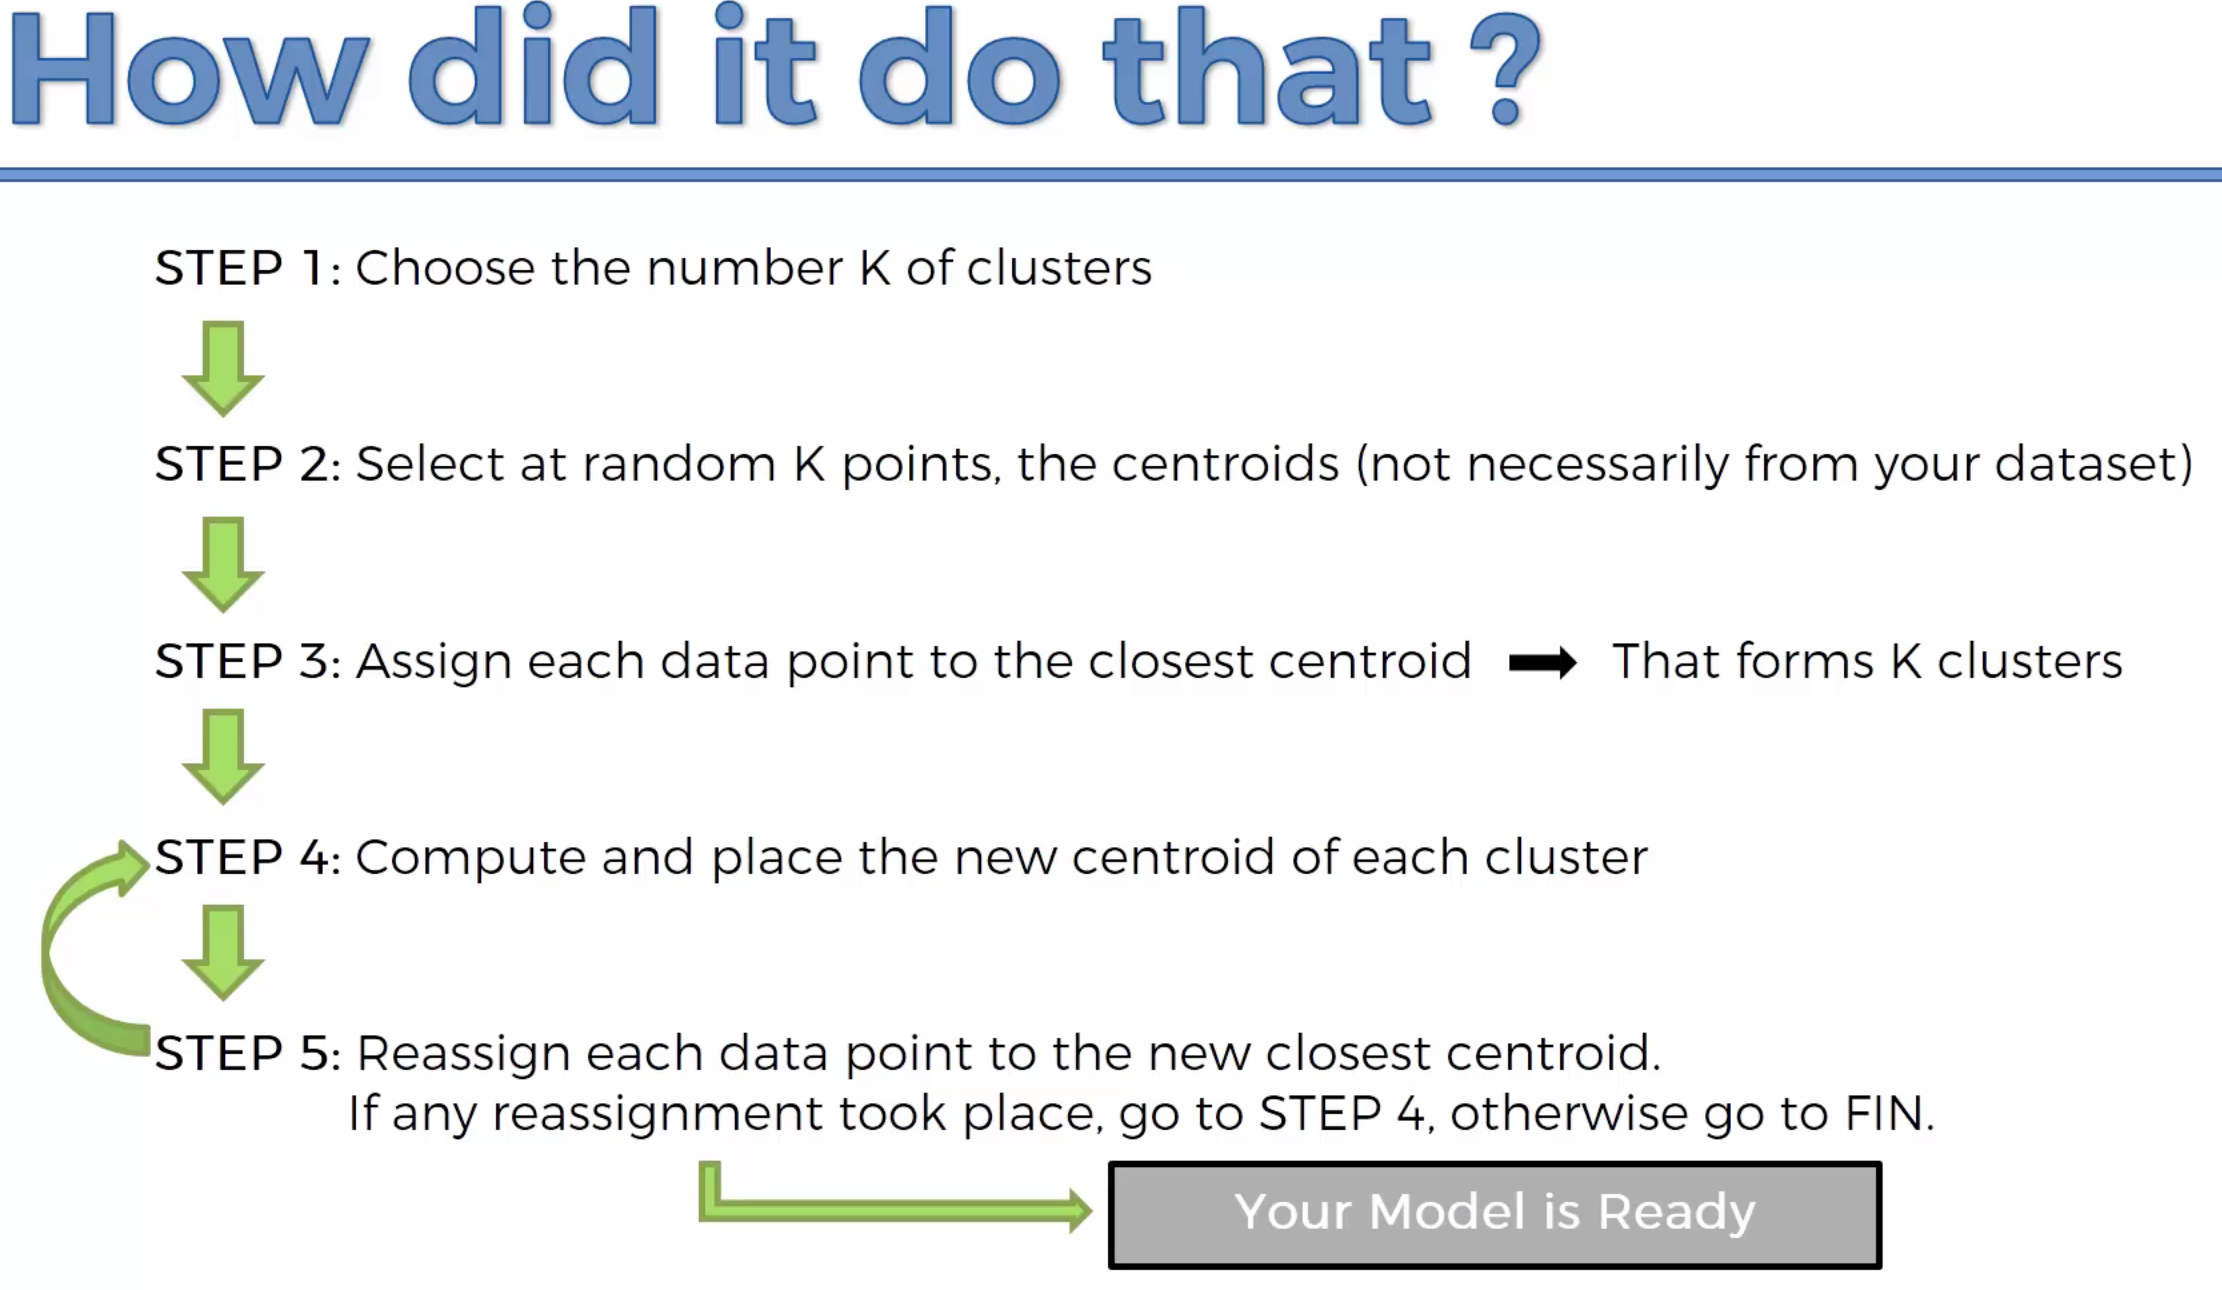 How did it do that ?
STEP 1: Choose the number K of clusters
STEP 2: Select at random K points, the centroids (not necessarily from your dataset)
STEP 3: Assign each data point to the closest centroid ➡ That forms K clusters
STEP 4: Compute and place the new centroid of each cluster
STEP 5: Reassign each data point to the new closest centroid.
If any reassignment took place, go to STEP 4, otherwise go to FIN.
Your Model is Ready